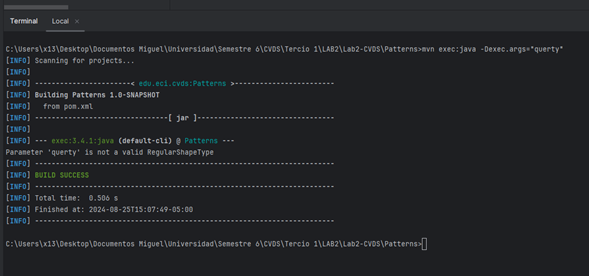 Terminal Local ×
C:\Users\x13\Desktop\Documentos Miguel\Universidad\Semestre 6\CVDS\Tercio 1\LAB2\Lab2-CVDS\Patterns>mvn exec:java -Dexec.args="querty"
[INFO] Scanning for projects...
[INFO]
[INFO] -----------------------< edu.eci.cvds:Patterns >------------------------
[INFO] Building Patterns 1.0-SNAPSHOT
[INFO]   from pom.xml
[INFO] --------------------------------[ jar ]---------------------------------
[INFO]
[INFO] --- exec:3.4.1:java (default-cli) @ Patterns ---
Parameter 'querty' is not a valid RegularShapeType
[INFO] ------------------------------------------------------------------------
[INFO] BUILD SUCCESS
[INFO] ------------------------------------------------------------------------
[INFO] Total time:  0.506 s
[INFO] Finished at: 2024-08-25T15:07:49-05:00
[INFO] ------------------------------------------------------------------------
C:\Users\x13\Desktop\Documentos Miguel\Universidad\Semestre 6\CVDS\Tercio 1\LAB2\Lab2-CVDS\Patterns>